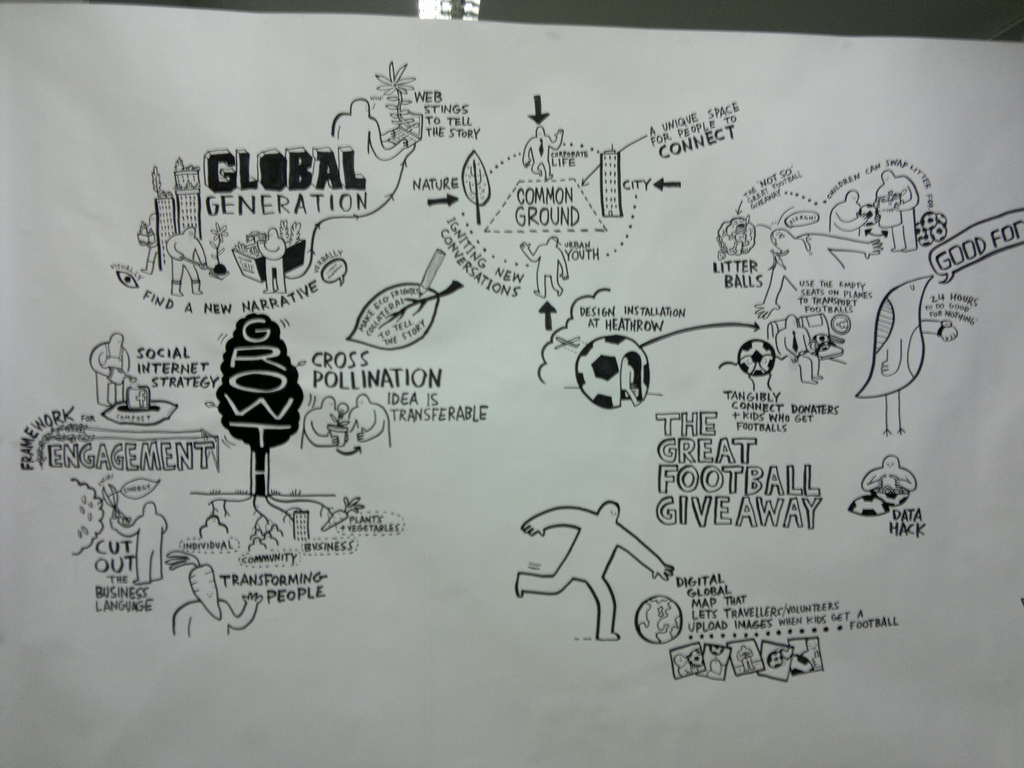 GLOBAL
GENERATION
WEB
STINGS
TO TELL
THE STORY
VISUALLY
VERBALLY
FIND A NEW NARRATIVE
NATURE
CORPORATE
LIFE
COMMON
GROUND
CITY
A UNIQUE SPACE
FOR PEOPLE TO
CONNECT
URBAN
YOUTH
IGNITING NEW
CONVERSATIONS
MAKE ECO FRIENDLY
COLLATERAL
TO TELL
THE STORY
GROWTH
SOCIAL
INTERNET
STRATEGY
COMPOST
FRAMEWORK FOR
ENGAGEMENT
CROSS
POLLINATION
IDEA IS
TRANSFERABLE
SYNERGY
CUT
OUT
THE
BUSINESS
LANGUAGE
INDIVIDUAL
COMMUNITY
BUSINESS
PLANTS
+ VEGETABLES
TRANSFORMING
PEOPLE
DESIGN INSTALLATION
AT HEATHROW
THE 'NOT SO'
GREAT FOOTBALL
GIVEAWAY
LITTER
BALLS
CHILDREN CAN SWAP LITTER FOR
USE THE EMPTY
SEATS ON PLANES
TO TRANSPORT
FOOTBALLS
TANGIBLY
CONNECT DONATERS
+ KIDS WHO GET
FOOTBALLS
GOOD FOR
24 HOURS
TO DO GOOD
FOR NOTHING
THE
GREAT
FOOTBALL
GIVEAWAY
DATA
HACK
DIGITAL
GLOBAL
MAP THAT
LETS TRAVELLERS/VOLUNTEERS
UPLOAD IMAGES WHEN KIDS GET A
FOOTBALL